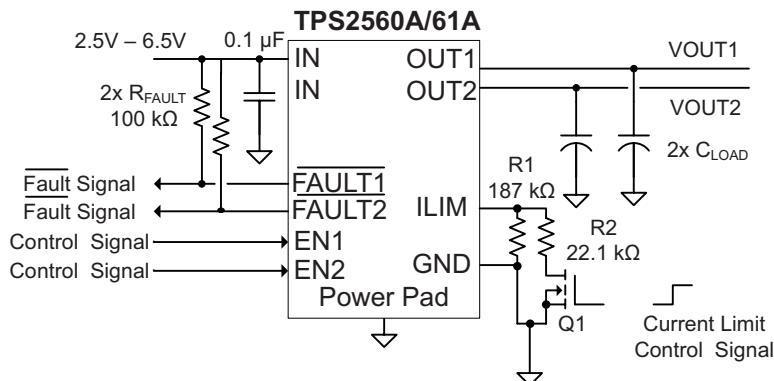 TPS2560A/61A
2.5V – 6.5V
0.1 µF
IN
OUT1
VOUT1
IN
OUT2
VOUT2
2x RFAULT
100 kΩ
2x CLOAD
R1
187 kΩ
Fault Signal
FAULT1
Fault Signal
FAULT2
ILIM
R2
22.1 kΩ
Control Signal
EN1
Control Signal
EN2
GND
Power Pad
Q1
Current Limit
Control Signal